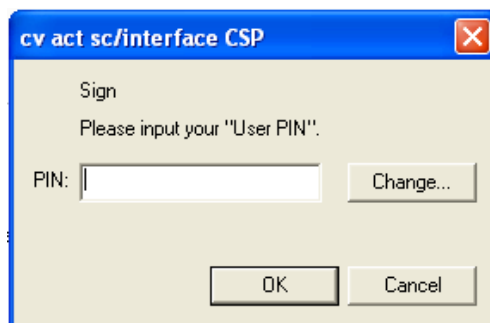 cv act sc/interface CSP
Sign
Please input your "User PIN".
PIN:
Change...
OK
Cancel